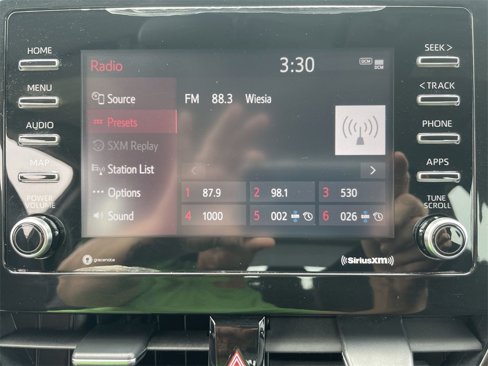 HOME
MENU
AUDIO
MAP
POWER
VOLUME
Radio
3:30
DCM
Source
Presets
SXM Replay
Station List
Options
Sound
FM 88.3 Wiesia
1 87.9 2 98.1 3 530
4 1000 5 002 6 026
SEEK >
< TRACK
PHONE
APPS
TUNE
SCROLL
gracenote
((SiriusXM))